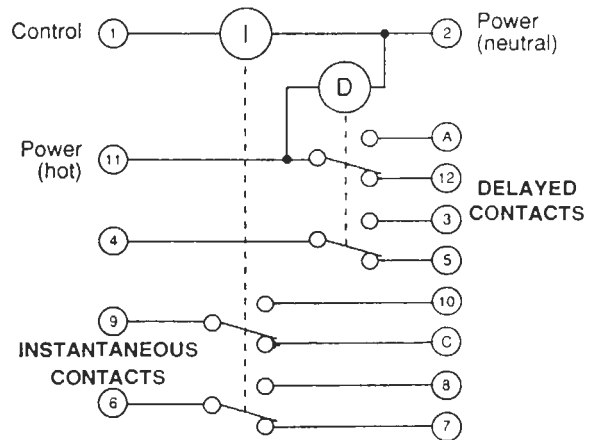 Control 1 I 2 Power
(neutral)
D
A
Power
(hot) 11 12
DELAYED
CONTACTS
3
4 5
10
9 C
INSTANTANEOUS
CONTACTS
8
6 7